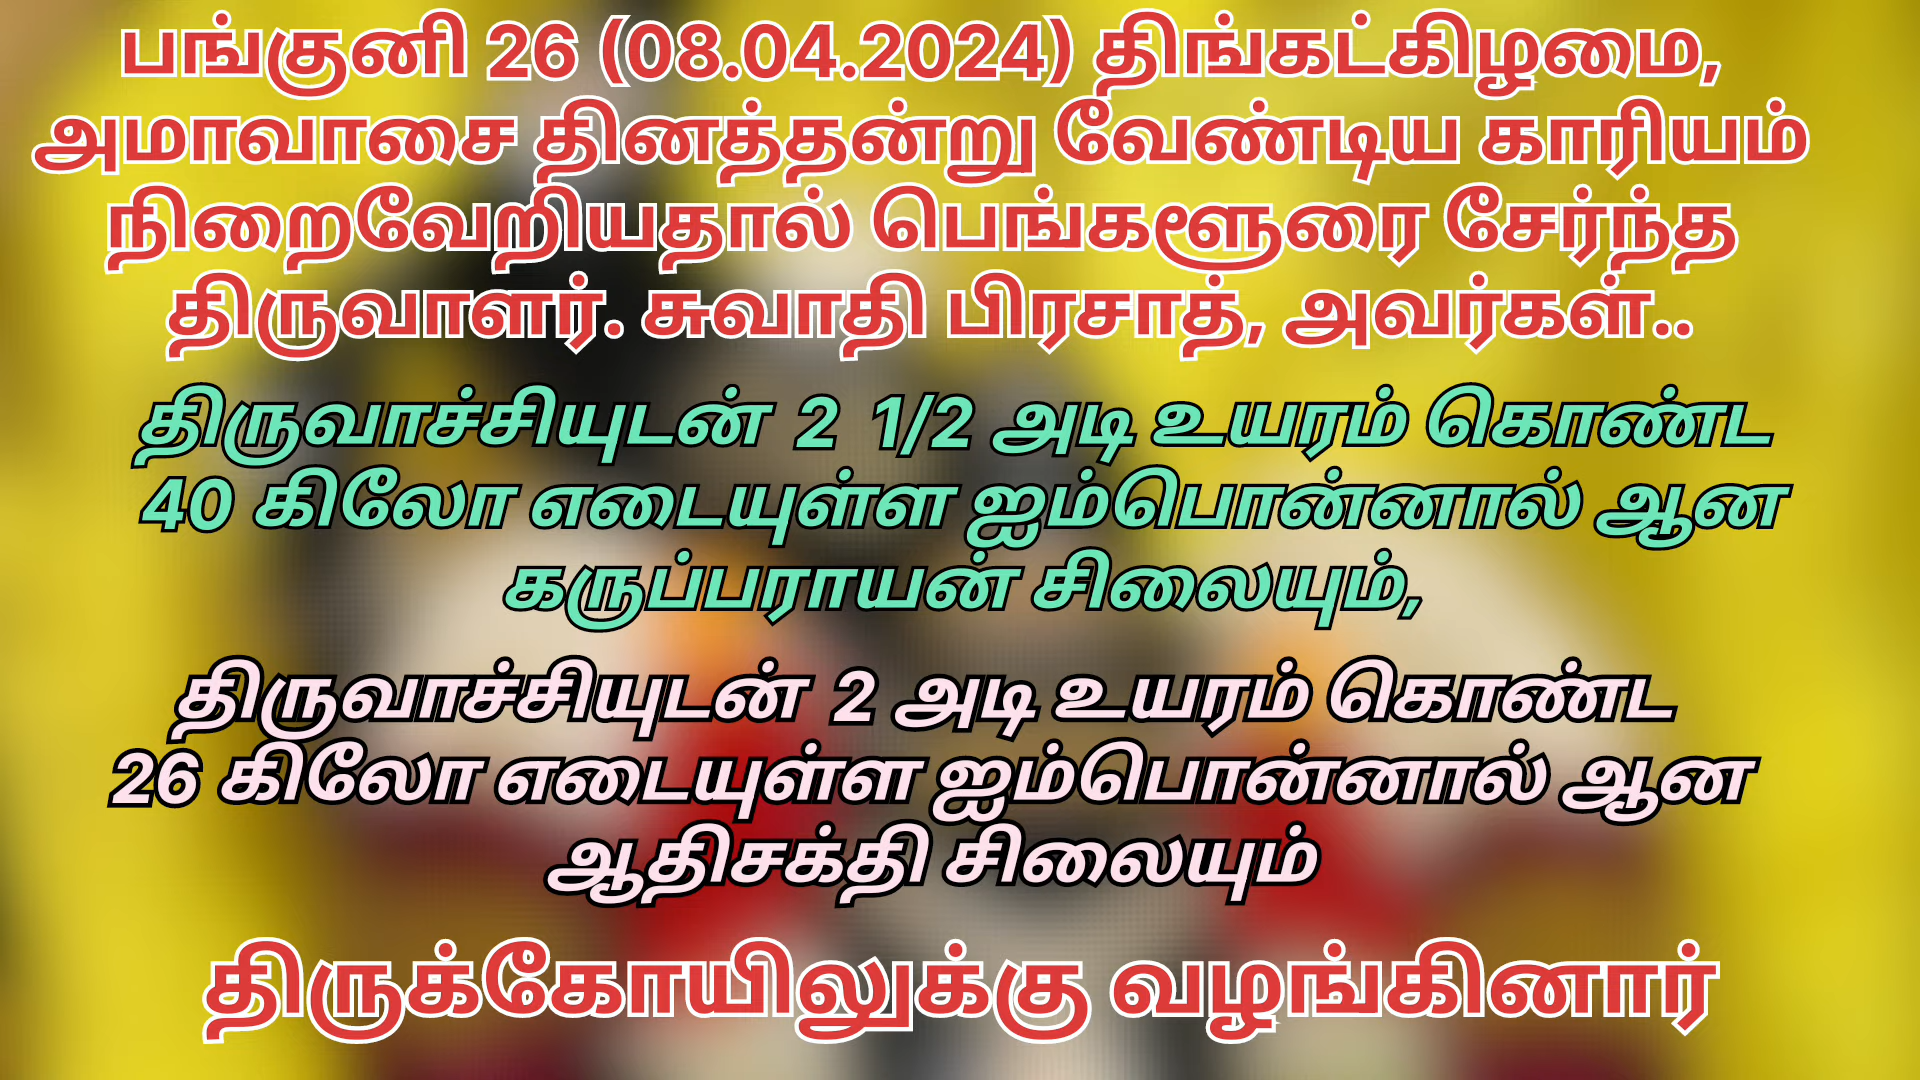 பங்குனி 26 (08.04.2024) திங்கட்கிழமை,
அமாவாசை தினத்தன்று வேண்டிய காரியம்
நிறைவேறியதால் பெங்களூரை சேர்ந்த
திருவாளர். சுவாதி பிரசாத், அவர்கள்..
திருவாச்சியுடன் 2 1/2 அடி உயரம் கொண்ட
40 கிலோ எடையுள்ள ஐம்பொன்னால் ஆன
கருப்பராயன் சிலையும்,
திருவாச்சியுடன் 2 அடி உயரம் கொண்ட
26 கிலோ எடையுள்ள ஐம்பொன்னால் ஆன
ஆதிசக்தி சிலையும்
திருக்கோயிலுக்கு வழங்கினார்